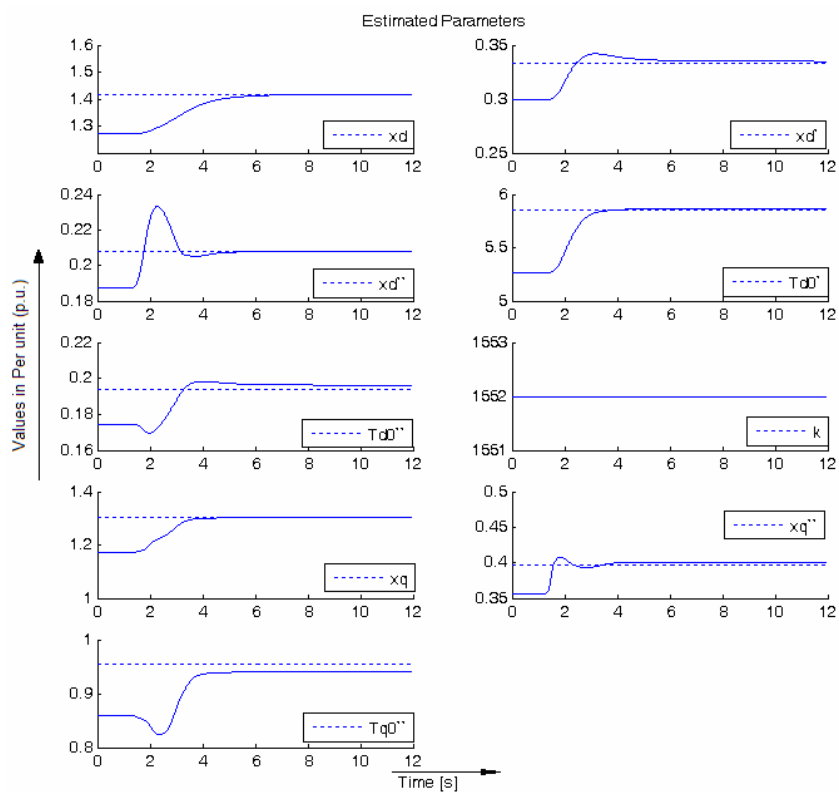 Estimated Parameters
1.6
1.5
1.4
1.3
0 2 4 6 8 10 12
xd
0.35
0.3
0.25
0 2 4 6 8 10 12
xd'
0.24
0.22
0.2
0.18
0 2 4 6 8 10 12
xd''
6
5.5
5
0 2 4 6 8 10 12
Td0'
0.22
0.2
0.18
0.16
0 2 4 6 8 10 12
Td0''
1553
1552
1551
0 2 4 6 8 10 12
k
1.4
1.2
1
0 2 4 6 8 10 12
xq
0.5
0.45
0.4
0.35
0 2 4 6 8 10 12
xq''
1
0.9
0.8
0 2 4 6 8 10 12
Tq0''
Values in Per unit (p.u.)
Time [s]